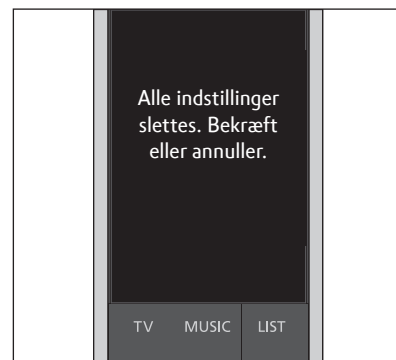 Alle indstillinger
slettes. Bekræft
eller annuller.
TV MUSIC LIST